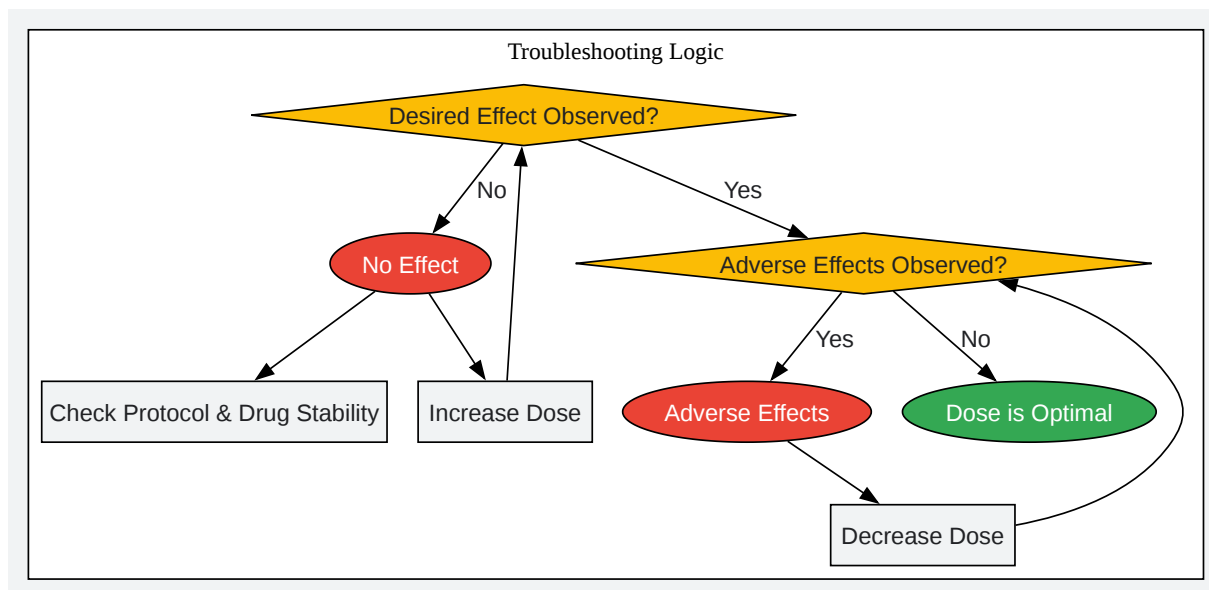 Troubleshooting Logic
Desired Effect Observed?
No
Yes
No Effect
Adverse Effects Observed?
Yes
No
Check Protocol & Drug Stability
Increase Dose
Adverse Effects
Dose is Optimal
Decrease Dose